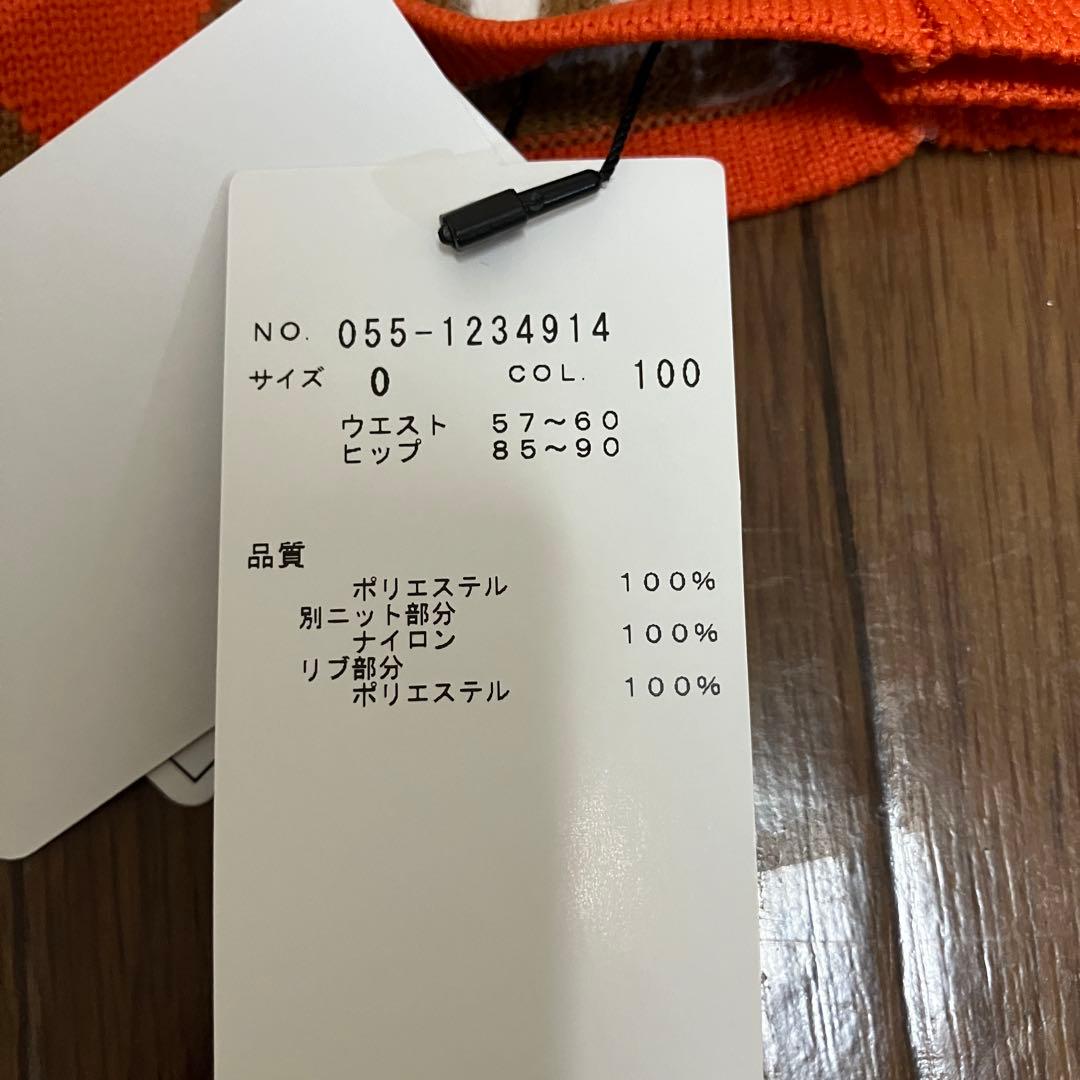 NO. 055-1234914
サイズ 0 COL. 100
ウエスト 57~60
ヒップ 85~90
品質
ポリエステル 100%
別ニット部分
ナイロン 100%
リブ部分
ポリエステル 100%